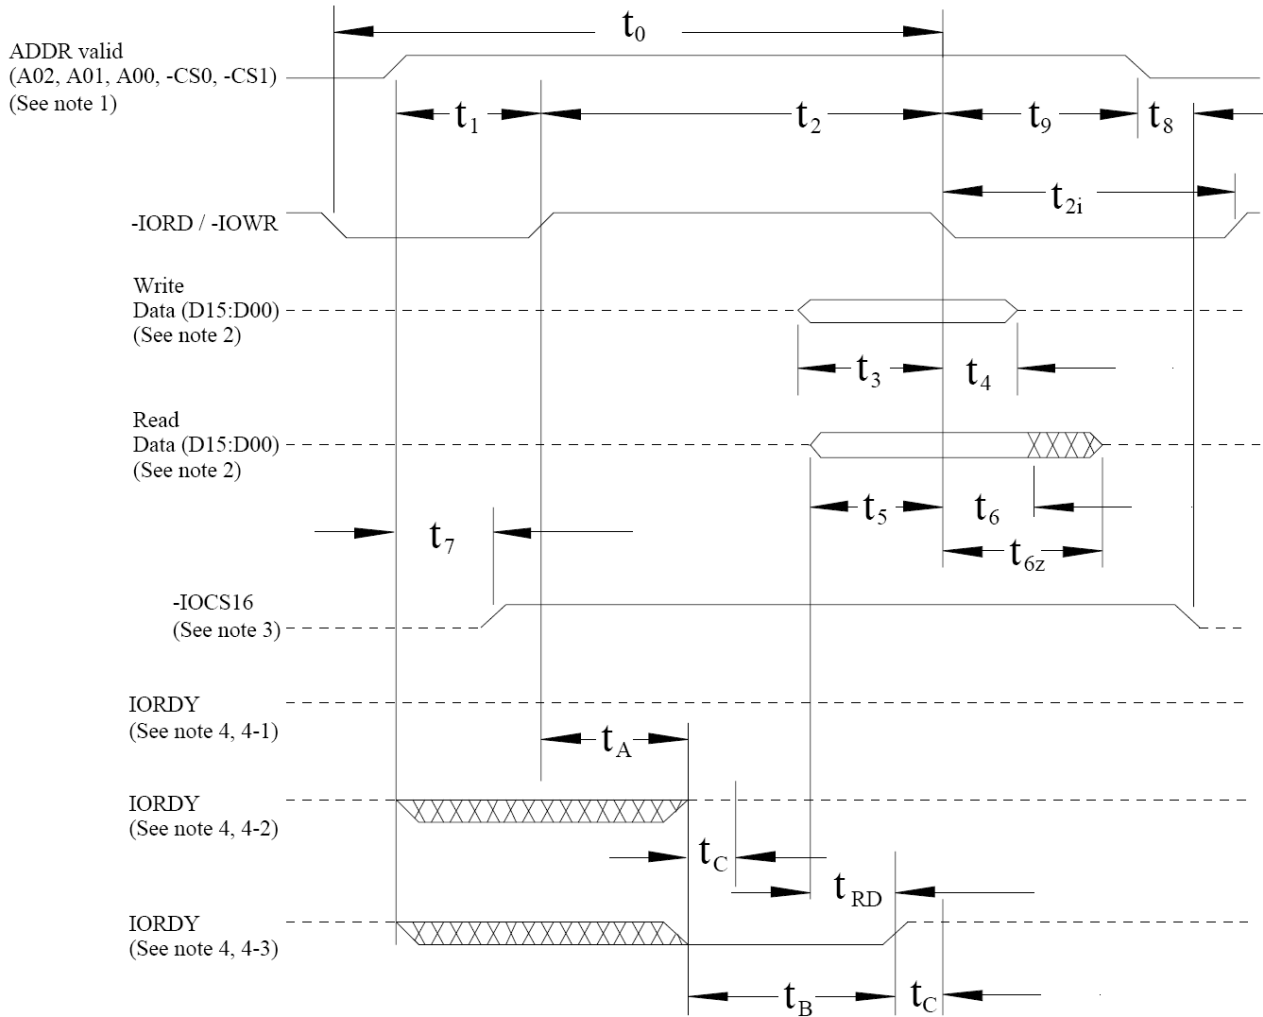 t0
ADDR valid
(A02, A01, A00, -CS0, -CS1)
(See note 1)
t1
t2
t9
t8
t2i
-IORD / -IOWR
Write
Data (D15:D00)
(See note 2)
t3
t4
Read
Data (D15:D00)
(See note 2)
t5
t6
t7
t6z
-IOCS16
(See note 3)
IORDY
(See note 4, 4-1)
tA
IORDY
(See note 4, 4-2)
tC
tRD
IORDY
(See note 4, 4-3)
tB
tC